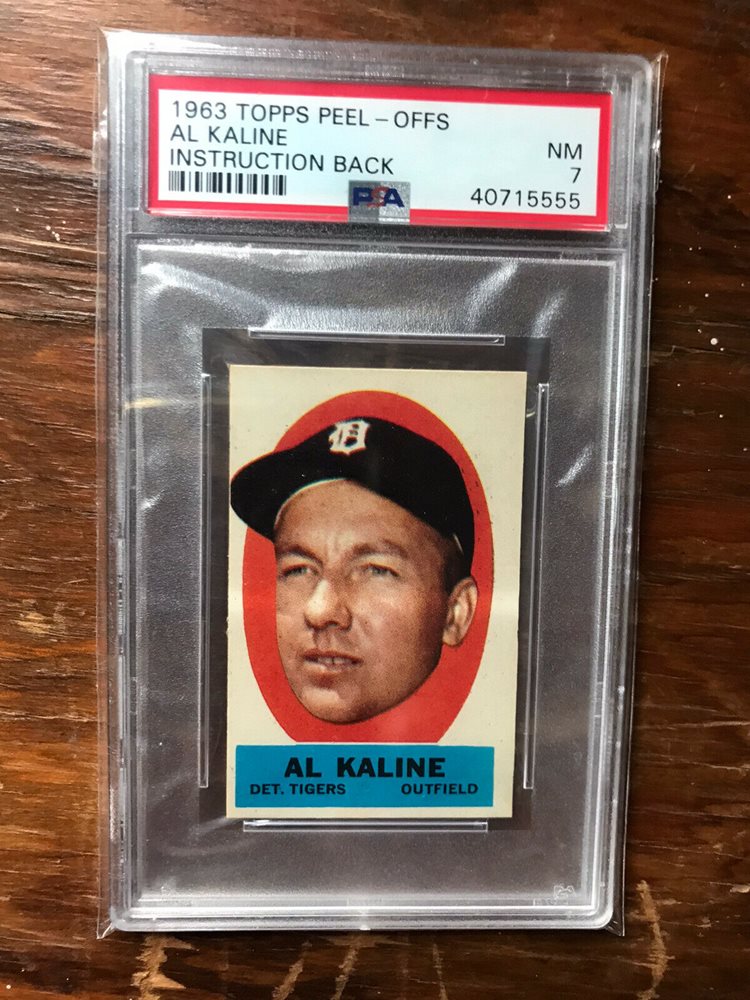 1963 TOPPS PEEL-OFFS
AL KALINE
INSTRUCTION BACK
NM
7
PSA
40715555
D
AL KALINE
DET. TIGERS OUTFIELD